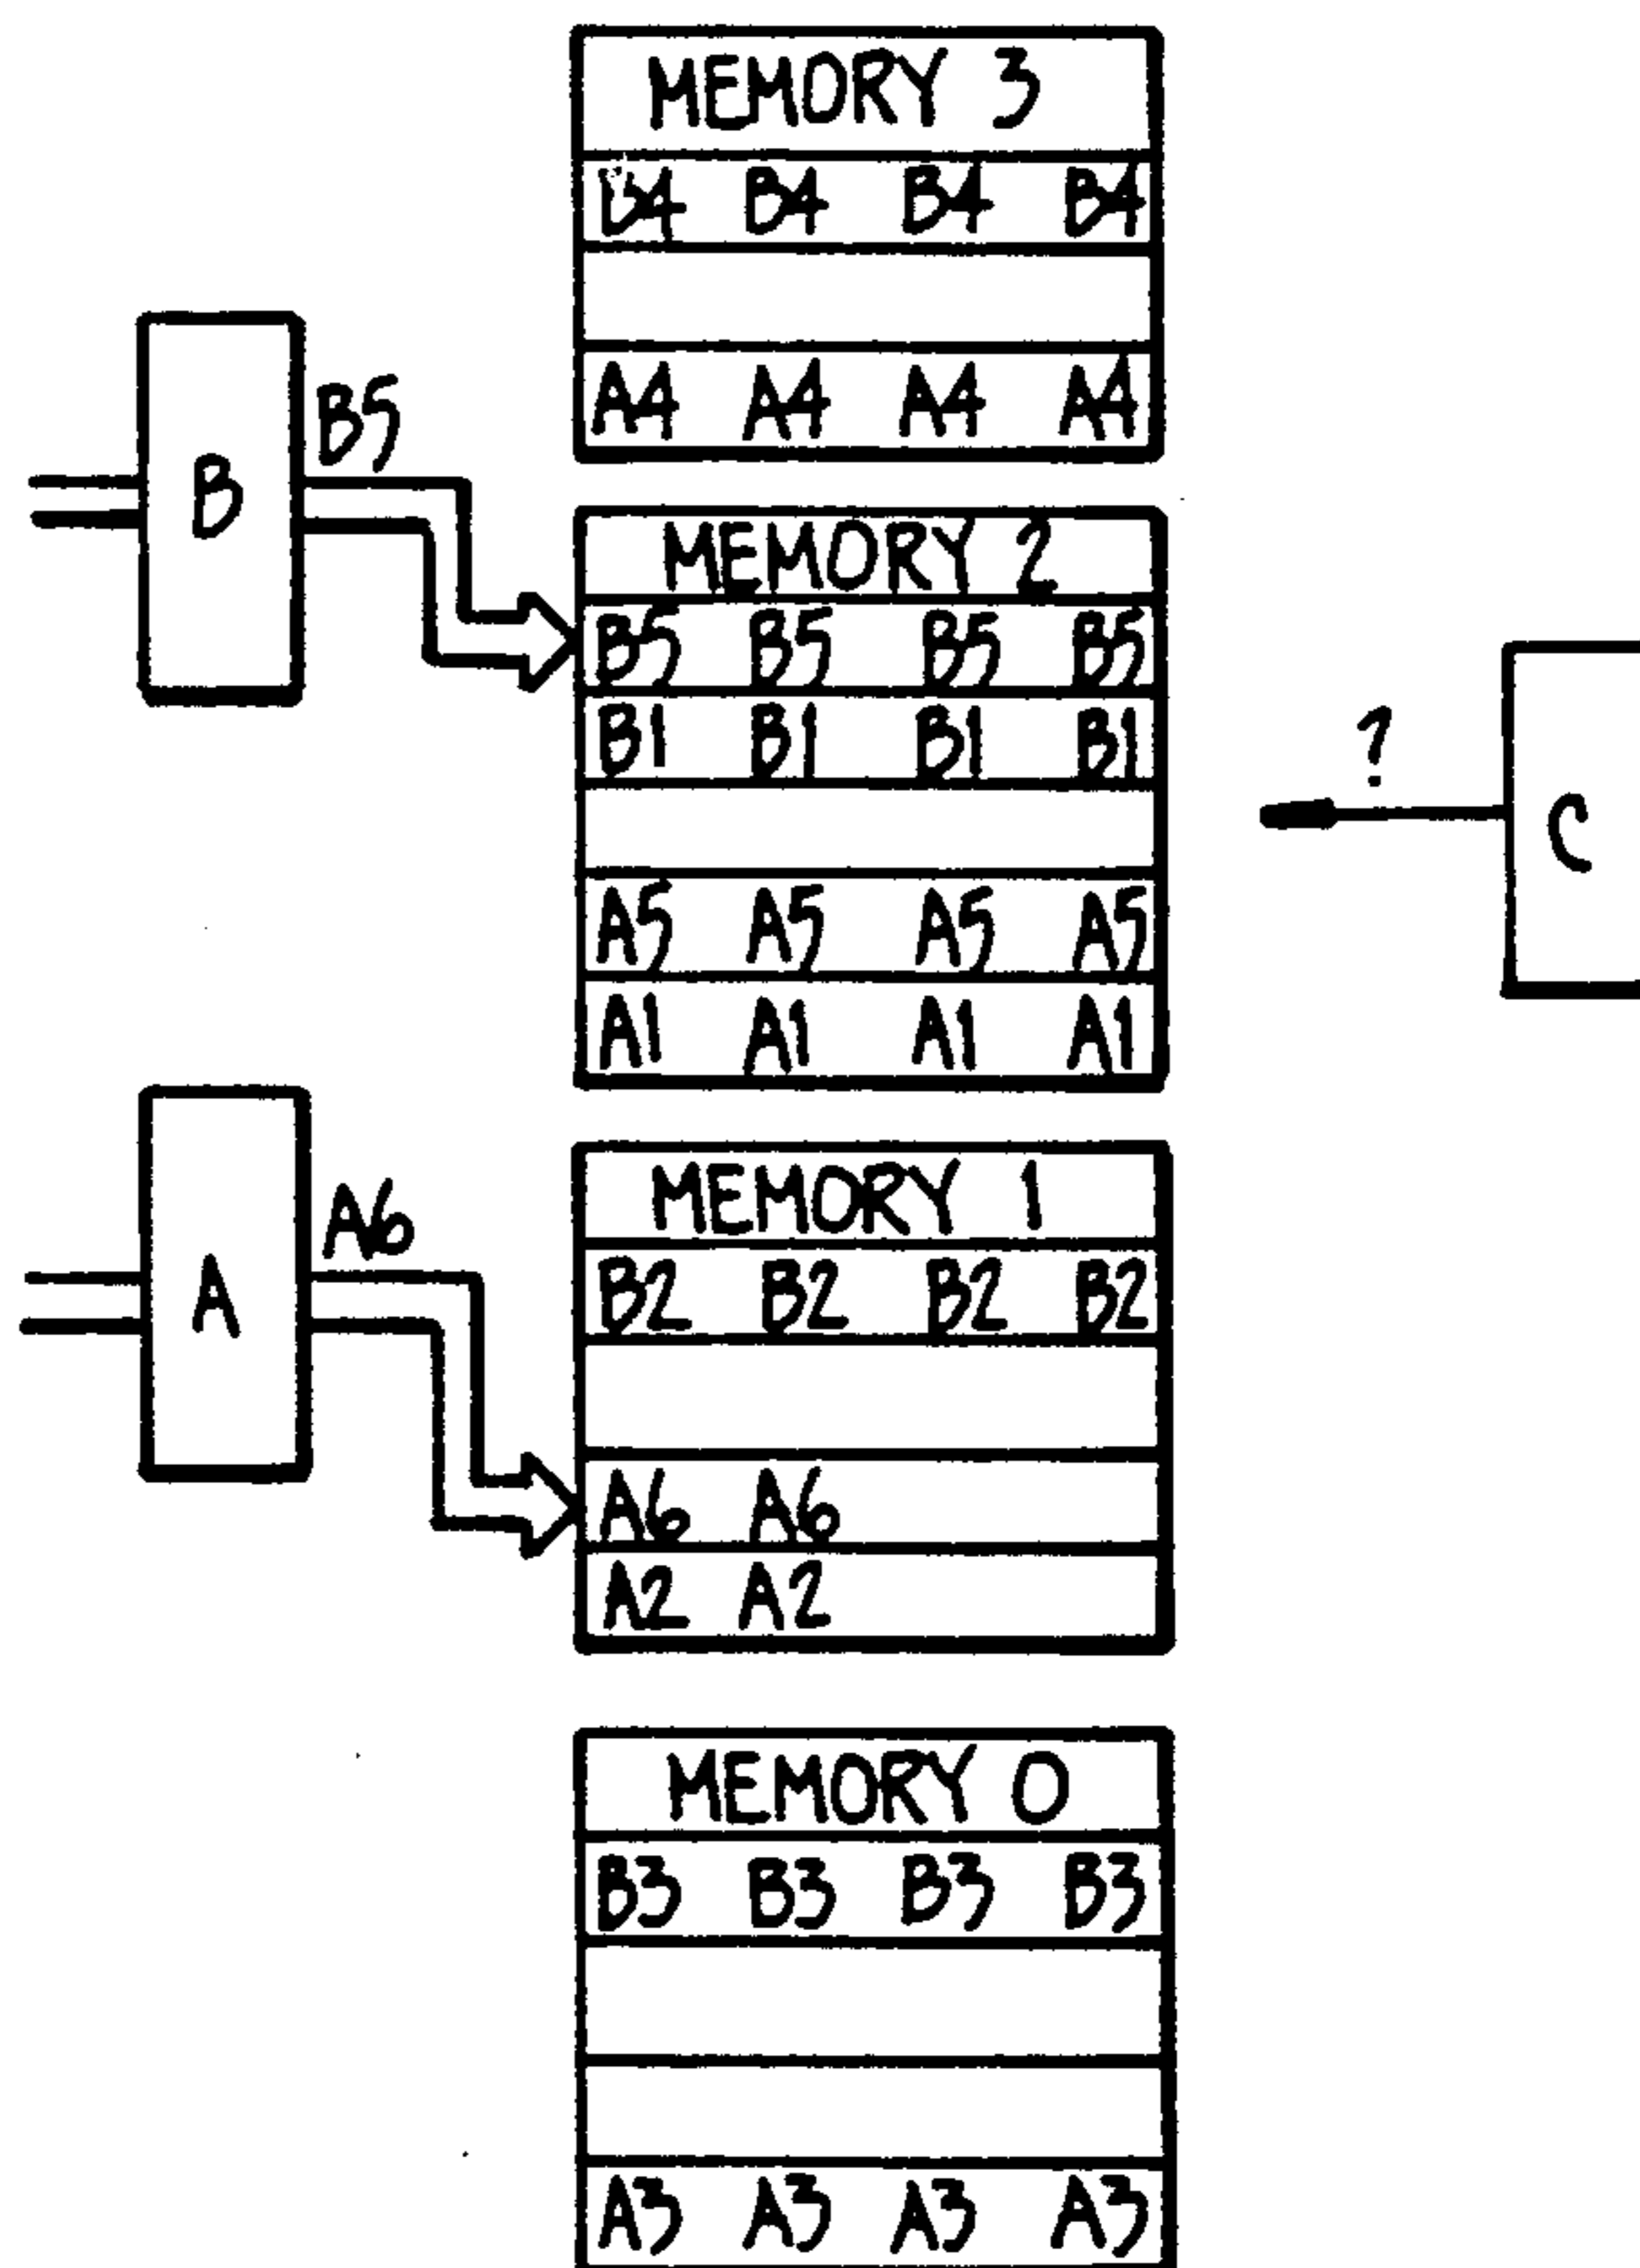 MEMORY 3
B4 B4 B4 B4
A4 A4 A4 A4
B
B5
MEMORY 2
B5 B5 B5 B5
B1 B1 B1 B1
A5 A5 A5 A5
A1 A1 A1 A1
?
C
A
A6
MEMORY 1
B2 B2 B2 B2
A6 A6
A2 A2
MEMORY 0
B3 B3 B3 B3
A3 A3 A3 A3